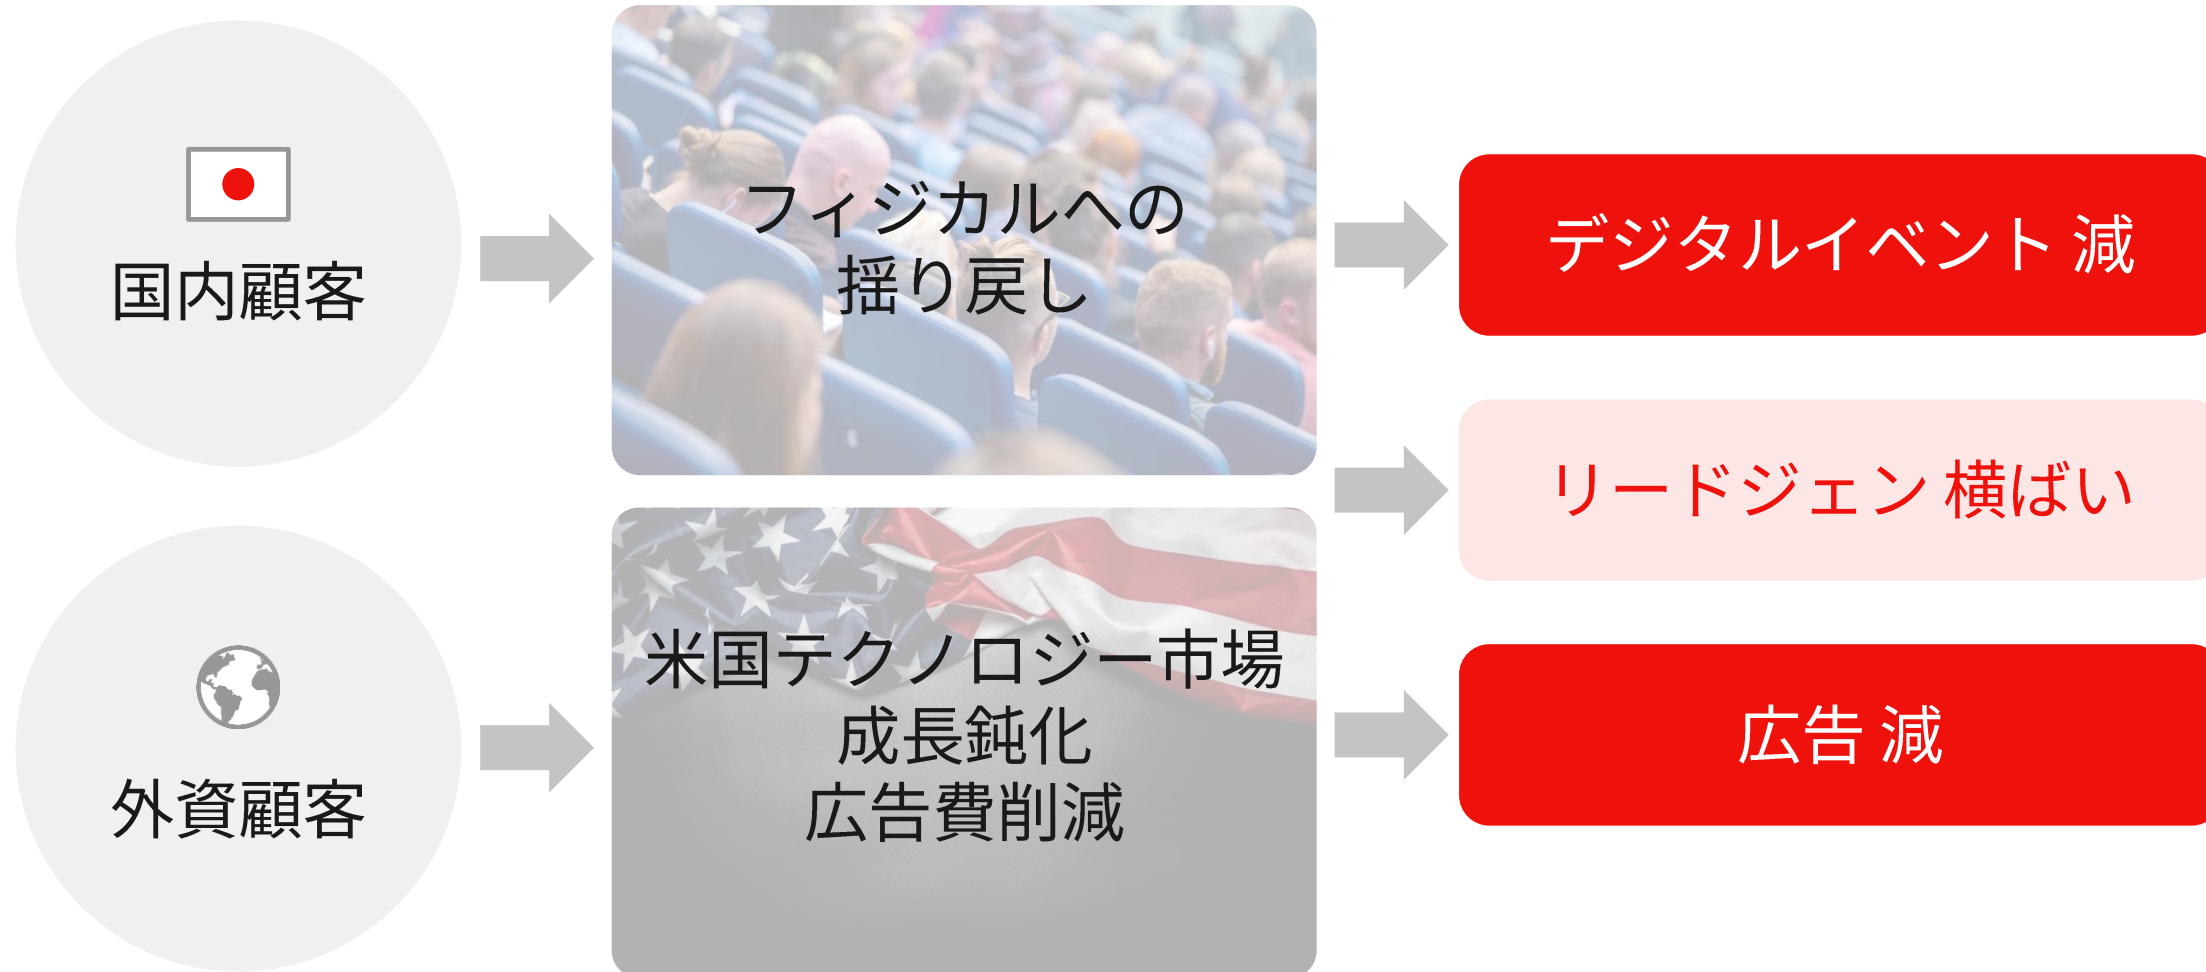 国内顧客
フィジカルへの
揺り戻し
デジタルイベント 減
リードジェン 横ばい
外資顧客
米国テクノロジー市場
成長鈍化
広告費削減
広告 減